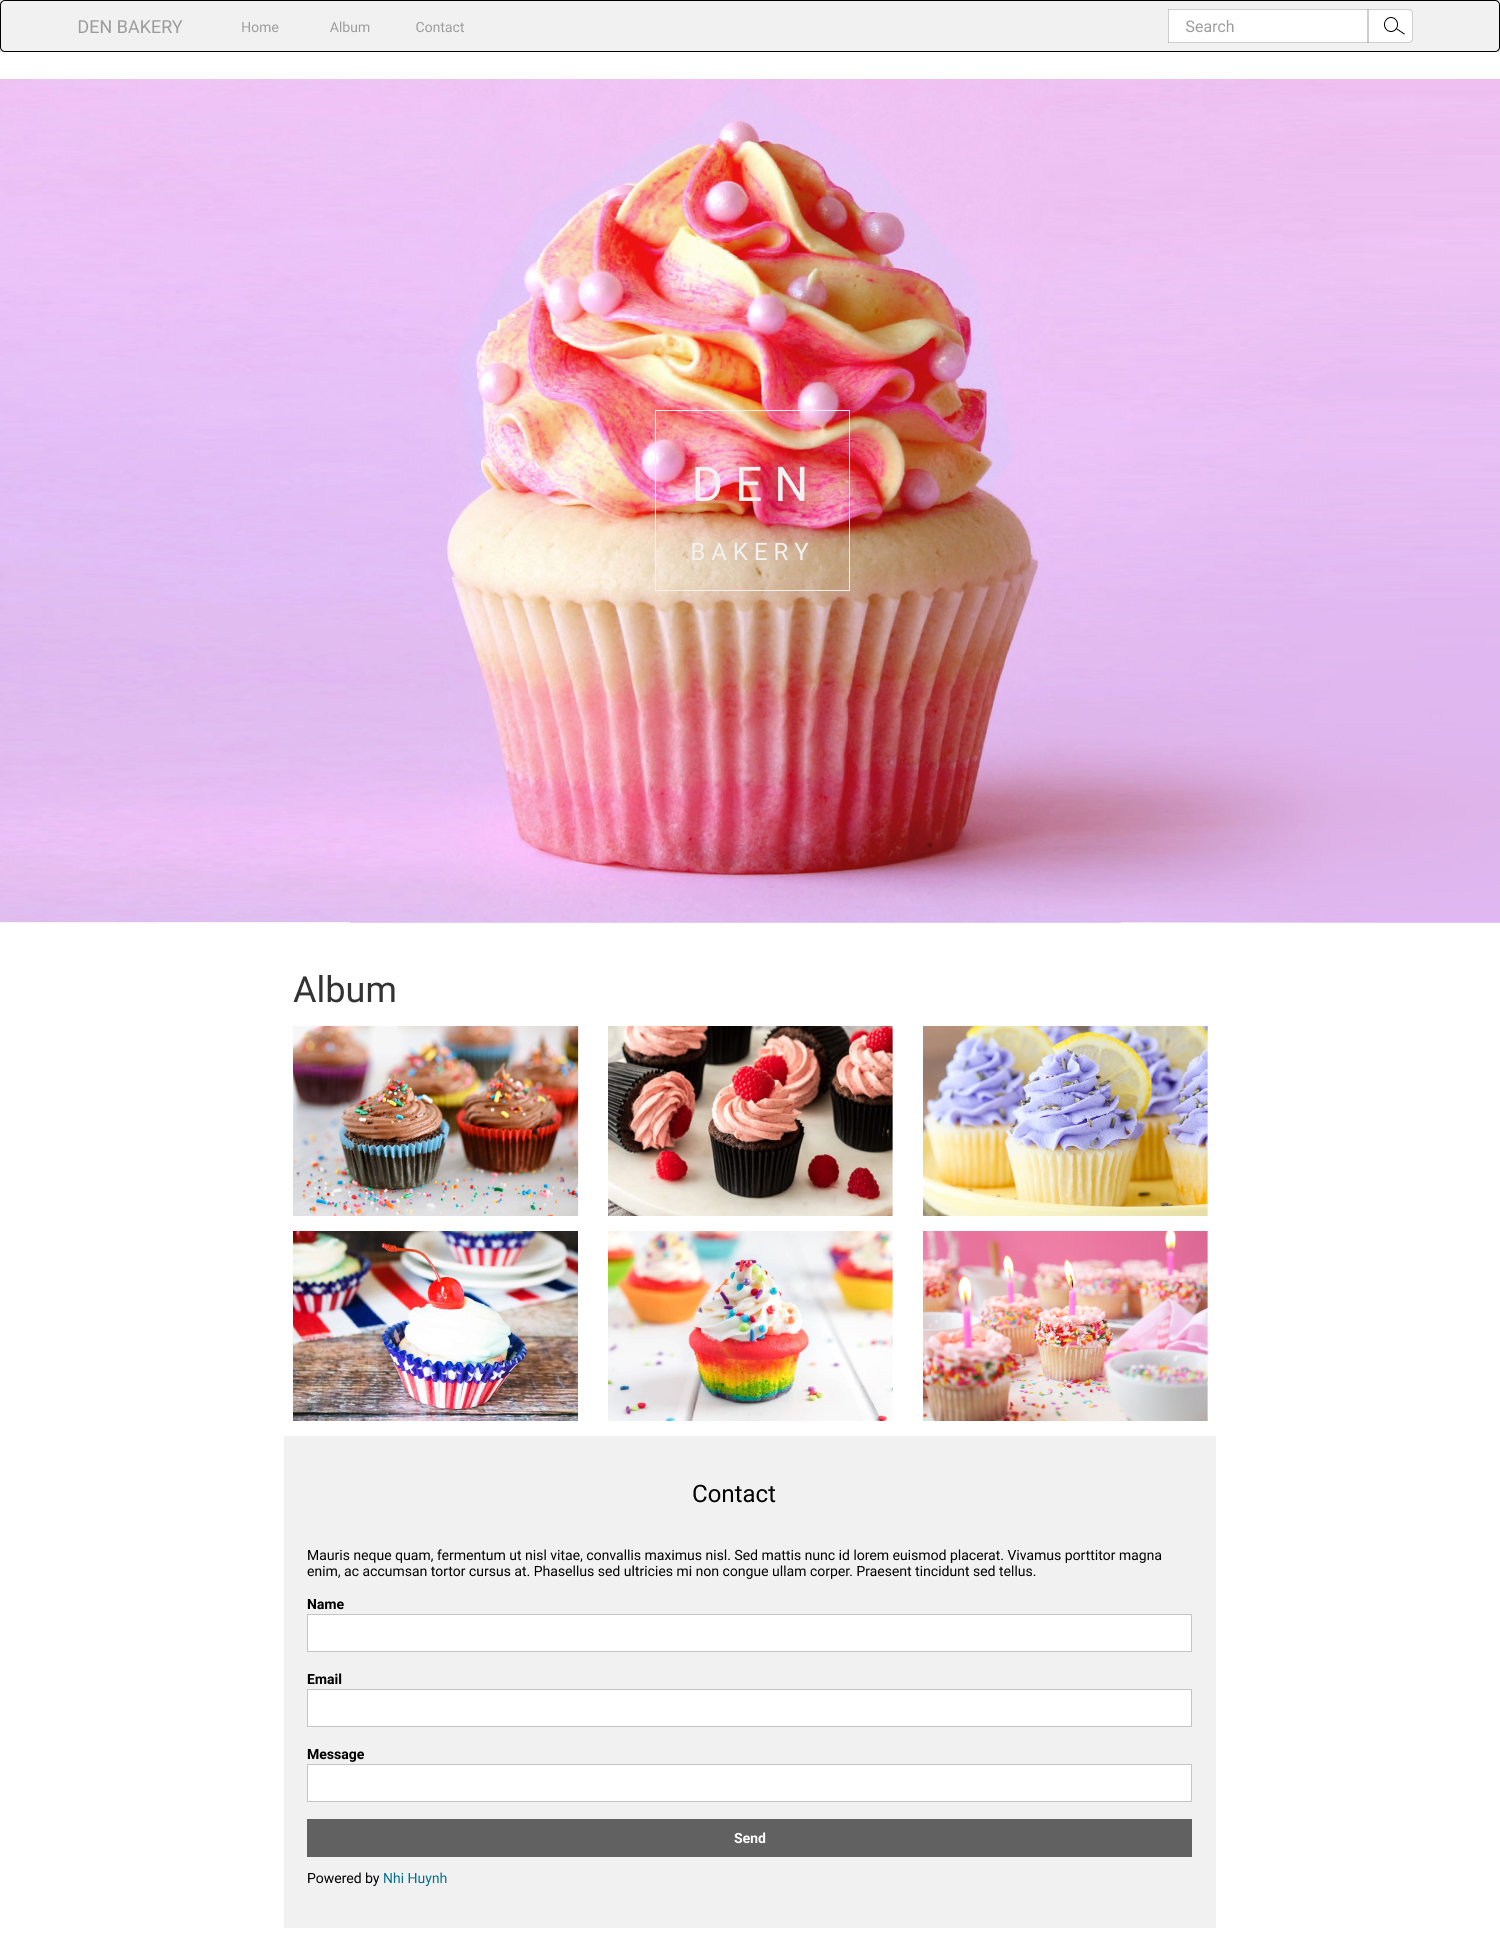 DEN BAKERY
Home
Album
Contact
Search
DEN
BAKERY
Album
Contact
Mauris neque quam, fermentum ut nisl vitae, convallis maximus nisl. Sed mattis nunc id lorem euismod placerat. Vivamus porttitor magna
enim, ac accumsan tortor cursus at. Phasellus sed ultricies mi non congue ullam corper. Praesent tincidunt sed tellus.
Name
Email
Message
Send
Powered by Nhi Huynh